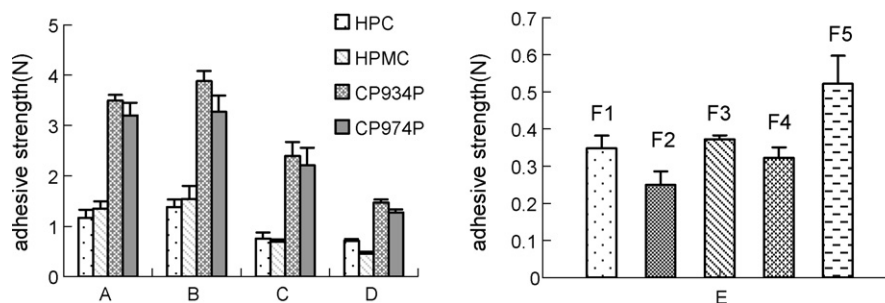 adhesive strength(N)
5
4
3
2
1
0
HPC
HPMC
CP934P
CP974P
A B C D
adhesive strength(N)
0.7
0.6
0.5
0.4
0.3
0.2
0.1
0
F1 F2 F3 F4 F5
E